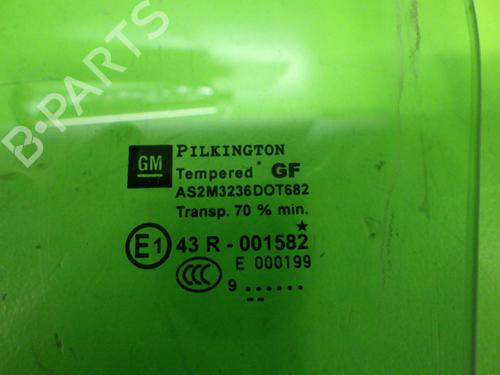 B-PARTS
GM PILKINGTON
Tempered GF
AS2M3236DOT682
Transp. 70 % min.
E1 43 R - 001582
CCC E 000199
9 ......
--